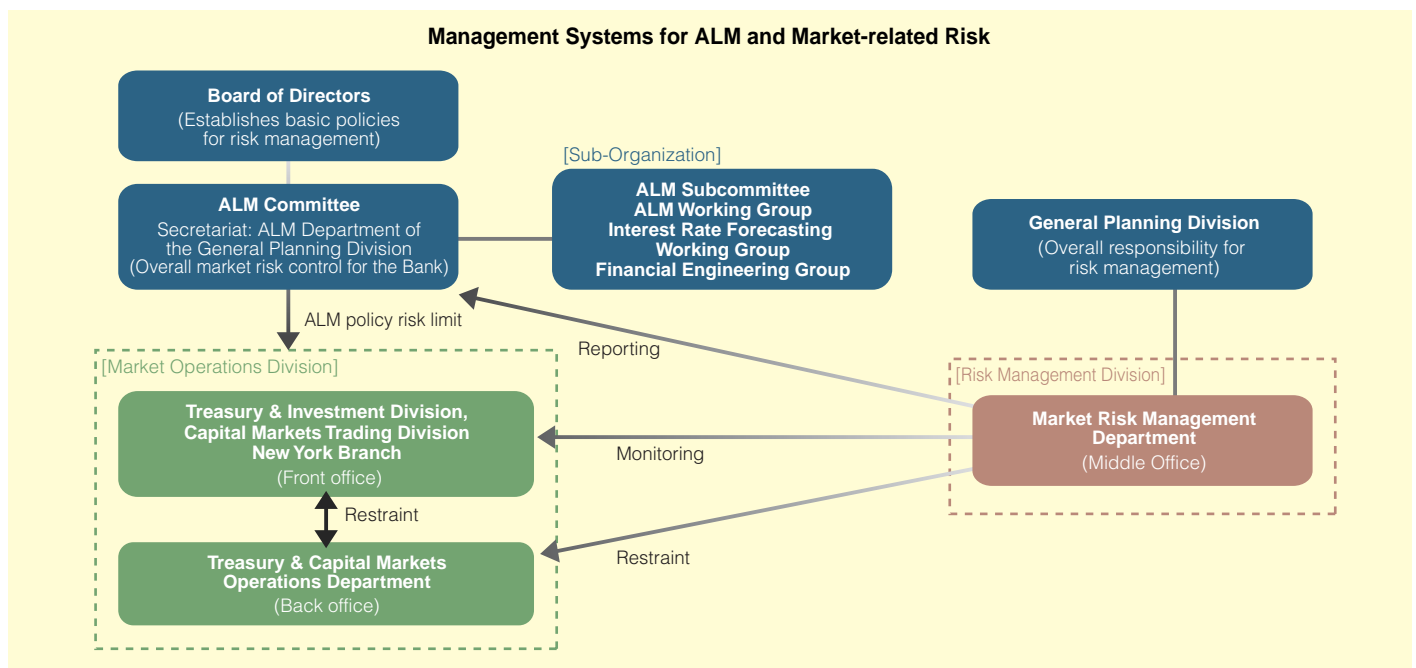 Management Systems for ALM and Market-related Risk
Board of Directors
(Establishes basic policies
for risk management)
[Sub-Organization]
ALM Committee
Secretariat: ALM Department of
the General Planning Division
(Overall market risk control for the Bank)
ALM Subcommittee
ALM Working Group
Interest Rate Forecasting
Working Group
Financial Engineering Group
General Planning Division
(Overall responsibility for
risk management)
ALM policy risk limit
Reporting
[Market Operations Division]
[Risk Management Division]
Treasury & Investment Division,
Capital Markets Trading Division
New York Branch
(Front office)
Monitoring
Market Risk Management
Department
(Middle Office)
Restraint
Treasury & Capital Markets
Operations Department
(Back office)
Restraint